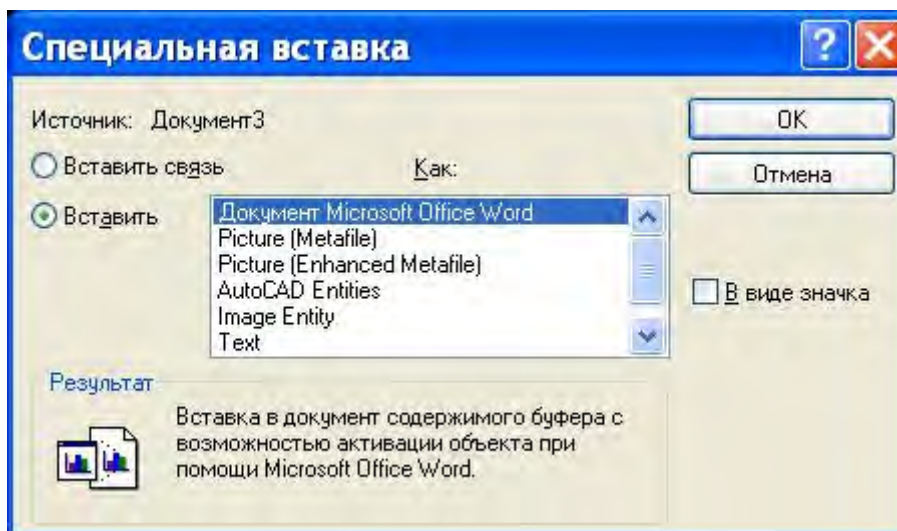 Специальная вставка
?
Источник: Документ3
OK
Вставить связь
Как:
Отмена
Вставить
Документ Microsoft Office Word
Picture (Metafile)
Picture (Enhanced Metafile)
AutoCAD Entities
Image Entity
Text
В виде значка
Результат
Вставка в документ содержимого буфера с
возможностью активации объекта при
помощи Microsoft Office Word.